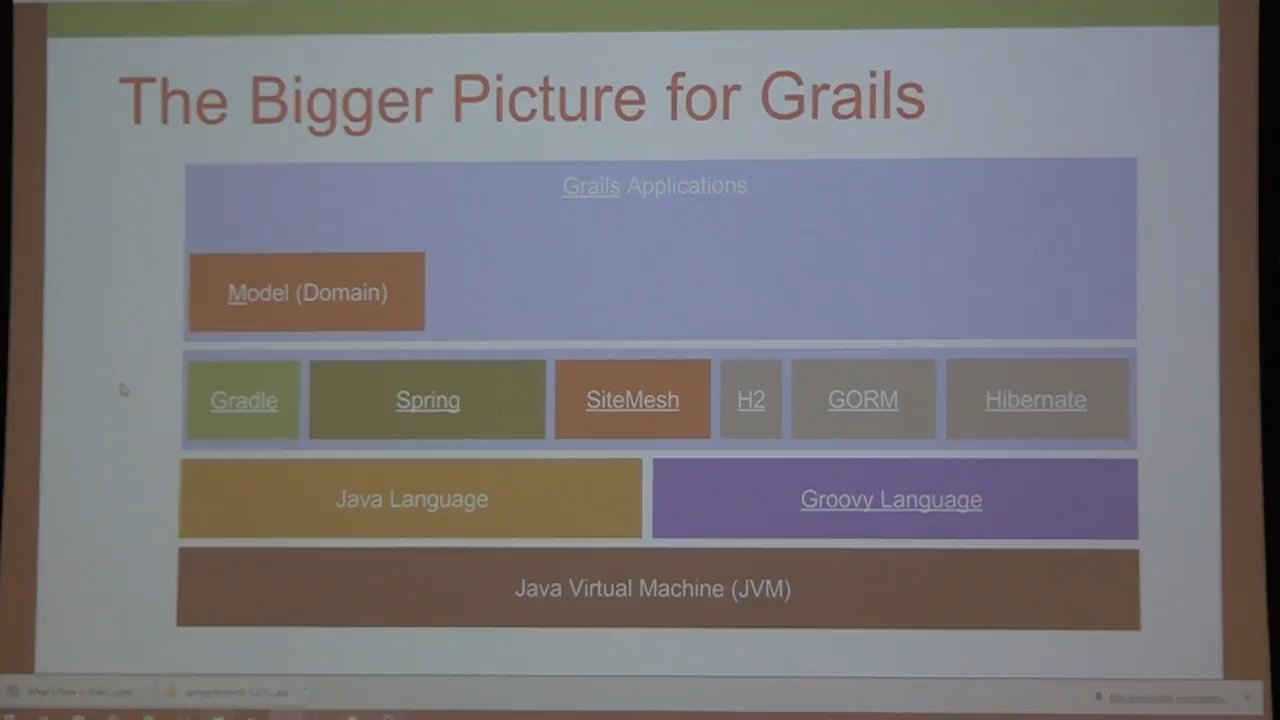 The Bigger Picture for Grails
Grails Applications
Model (Domain)
Gradle
Spring
SiteMesh
H2
GORM
Hibernate
Java Language
Groovy Language
Java Virtual Machine (JVM)